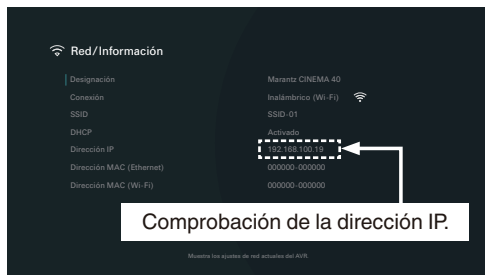 Red/Información
Designación Marantz CINEMA 40
Conexión Inalámbrico (Wi-Fi)
SSID SSID-01
DHCP Activado
Dirección IP 192.168.100.19
Dirección MAC (Ethernet) 000000-000000
Dirección MAC (Wi-Fi) 000000-000000
Comprobación de la dirección IP.
Muestra los ajustes de red actuales del AVR